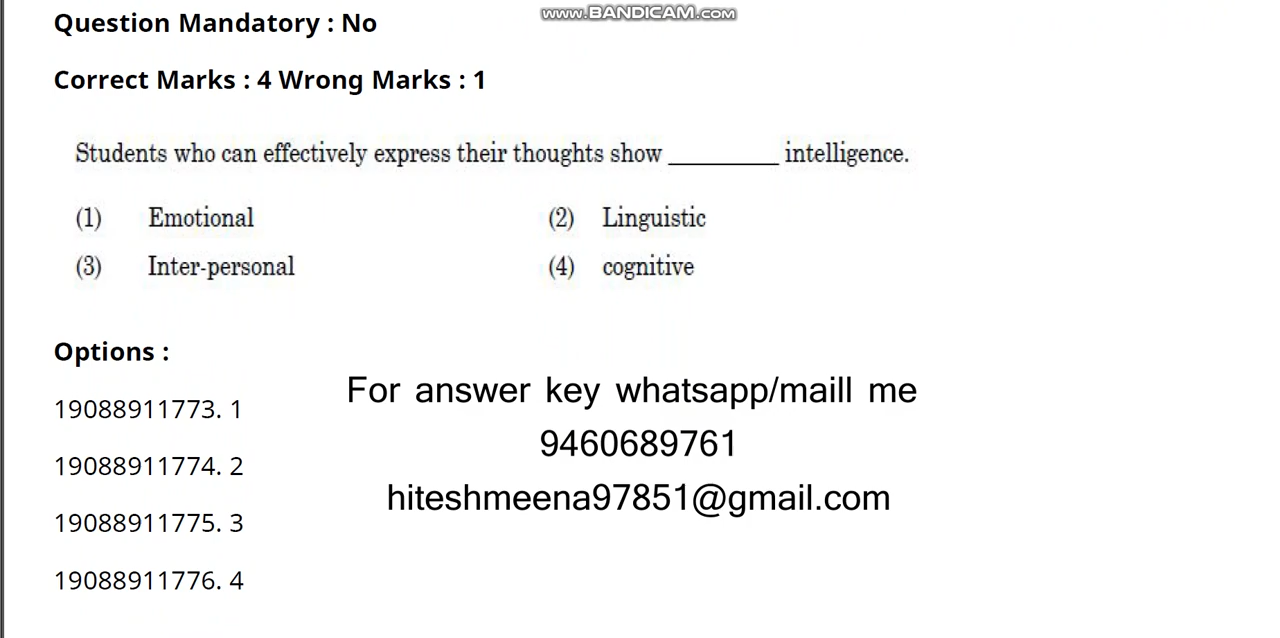 www.BANDICAM.com
Question Mandatory : No
Correct Marks : 4 Wrong Marks : 1
Students who can effectively express their thoughts show _________ intelligence.
(1) Emotional (2) Linguistic
(3) Inter-personal (4) cognitive
Options :
For answer key whatsapp/maill me
19088911773. 1
9460689761
19088911774. 2
hiteshmeena97851@gmail.com
19088911775. 3
19088911776. 4